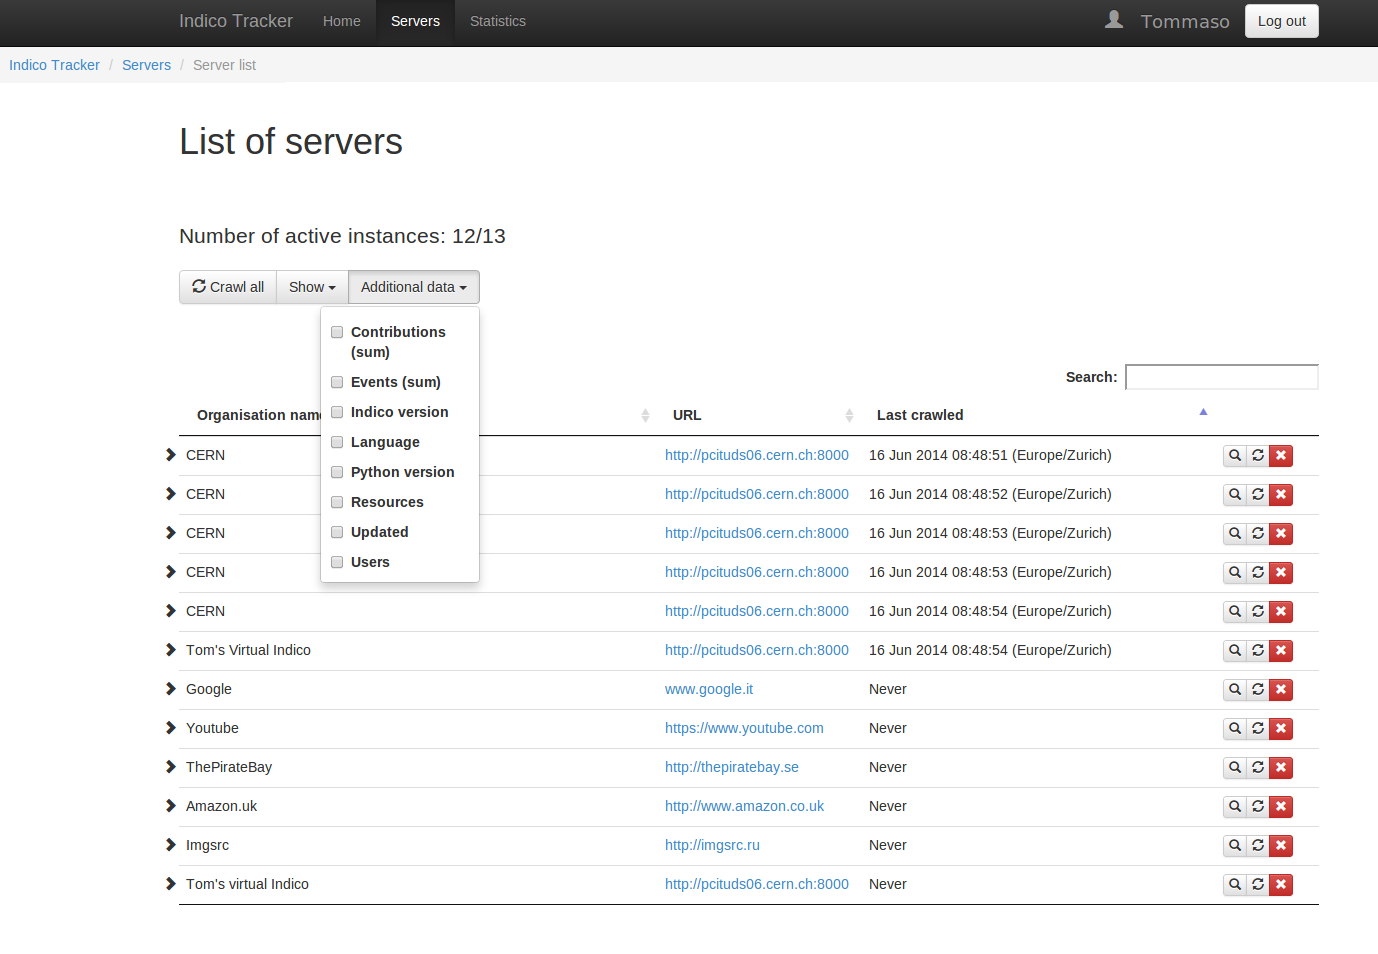 Indico Tracker Home Servers Statistics Tommaso Log out
Indico Tracker / Servers / Server list
List of servers
Number of active instances: 12/13
Crawl all Show Additional data
Contributions
(sum)
Events (sum)
Indico version
Language
Python version
Resources
Updated
Users
Search:
Organisation name URL Last crawled
CERN http://pcituds06.cern.ch:8000 16 Jun 2014 08:48:51 (Europe/Zurich)
CERN http://pcituds06.cern.ch:8000 16 Jun 2014 08:48:52 (Europe/Zurich)
CERN http://pcituds06.cern.ch:8000 16 Jun 2014 08:48:53 (Europe/Zurich)
CERN http://pcituds06.cern.ch:8000 16 Jun 2014 08:48:53 (Europe/Zurich)
CERN http://pcituds06.cern.ch:8000 16 Jun 2014 08:48:54 (Europe/Zurich)
Tom's Virtual Indico http://pcituds06.cern.ch:8000 16 Jun 2014 08:48:54 (Europe/Zurich)
Google www.google.it Never
Youtube https://www.youtube.com Never
ThePirateBay http://thepiratebay.se Never
Amazon.uk http://www.amazon.co.uk Never
Imgsrc http://imgsrc.ru Never
Tom's virtual Indico http://pcituds06.cern.ch:8000 Never